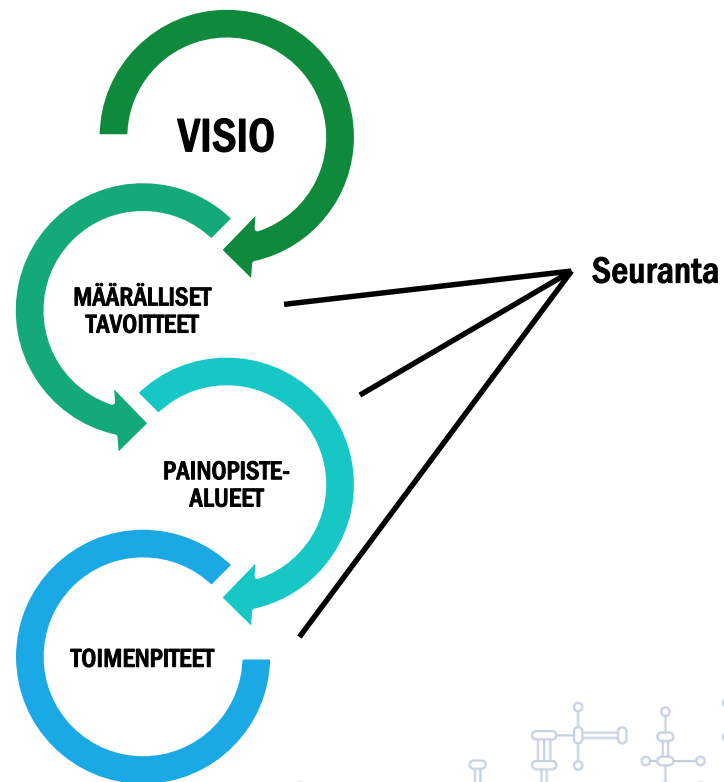 VISIO
MÄÄRÄLLISET
TAVOITTEET
Seuranta
PAINOPISTE-
ALUEET
TOIMENPITEET